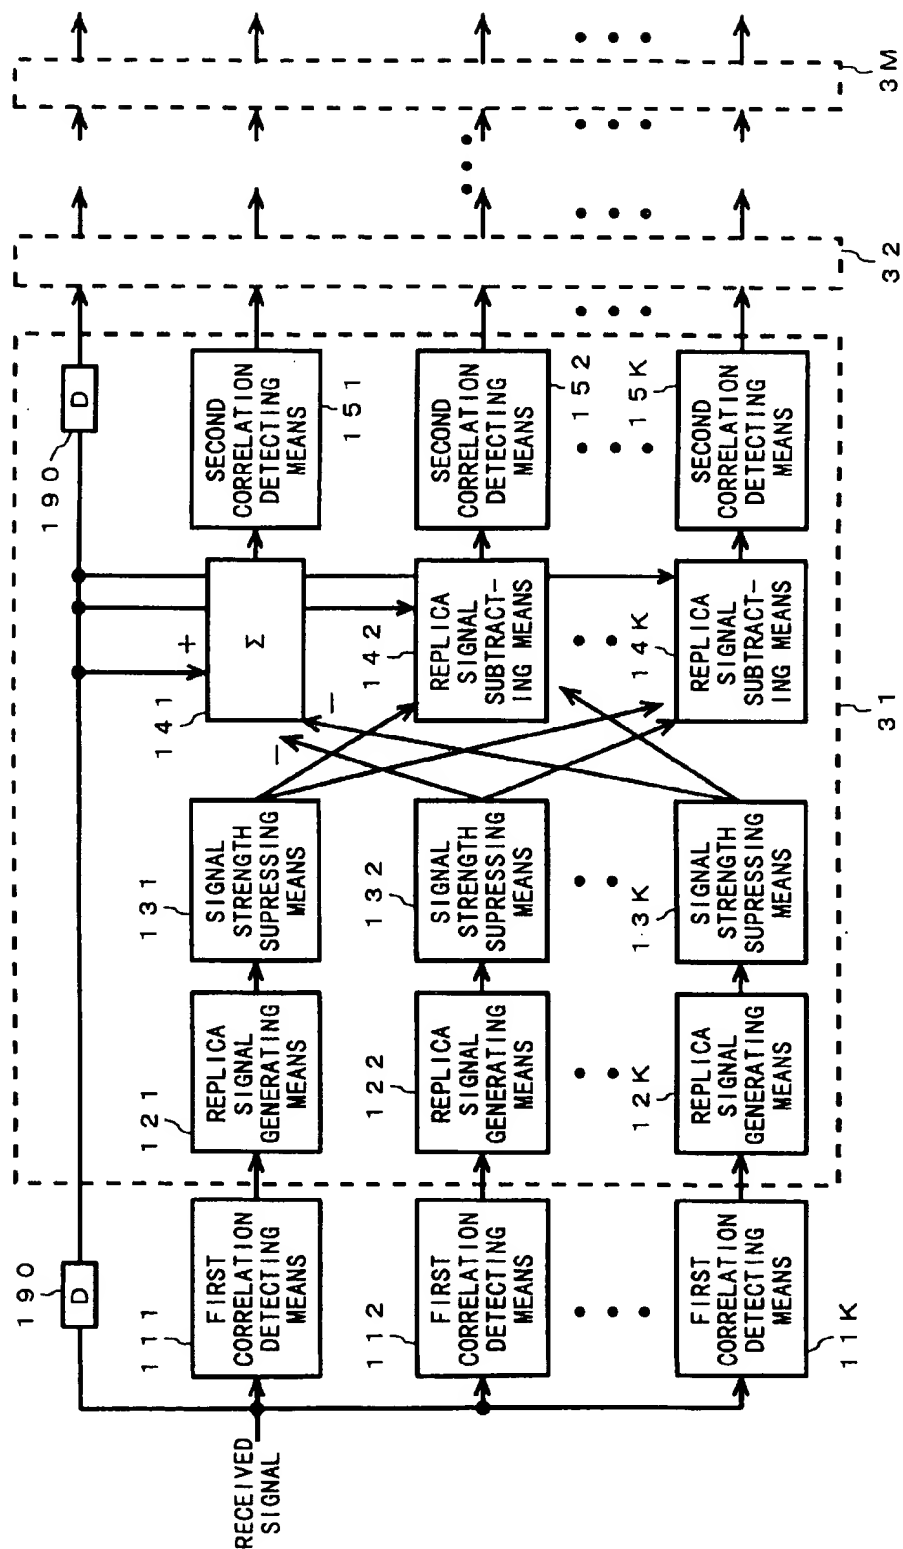 RECEIVED
SIGNAL
190
D
111
FIRST
CORRELATION
DETECTING
MEANS
112
FIRST
CORRELATION
DETECTING
MEANS
11K
FIRST
CORRELATION
DETECTING
MEANS
121
REPLICA
SIGNAL
GENERATING
MEANS
122
REPLICA
SIGNAL
GENERATING
MEANS
12K
REPLICA
SIGNAL
GENERATING
MEANS
131
SIGNAL
STRENGTH
SUPRESSING
MEANS
132
SIGNAL
STRENGTH
SUPRESSING
MEANS
13K
SIGNAL
STRENGTH
SUPRESSING
MEANS
141
+
−
−
Σ
142
REPLICA
SIGNAL
SUBTRACT-
ING MEANS
14K
REPLICA
SIGNAL
SUBTRACT-
ING MEANS
190
D
SECOND
CORRELATION
DETECTING
MEANS
151
SECOND
CORRELATION
DETECTING
MEANS
152
15K
SECOND
CORRELATION
DETECTING
MEANS
31
32
3M